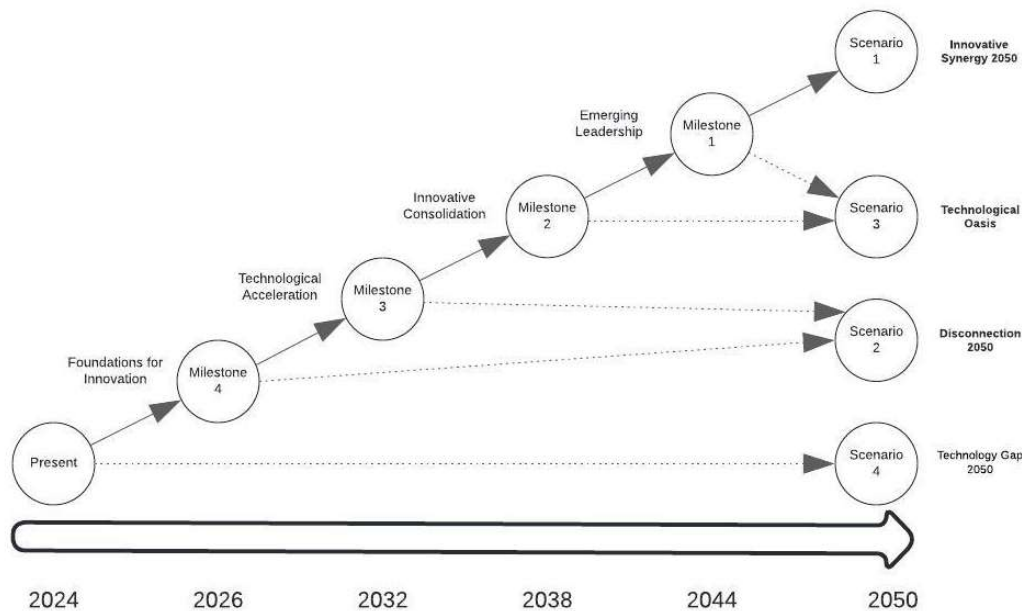 Scenario
1
Innovative
Synergy 2050
Emerging
Leadership
Milestone
1
Innovative
Consolidation
Milestone
2
Scenario
3
Technological
Oasis
Technological
Acceleration
Milestone
3
Scenario
2
Disconnection
2050
Foundations for
Innovation
Milestone
4
Present
Scenario
4
Technology Gap
2050
2024
2026
2032
2038
2044
2050